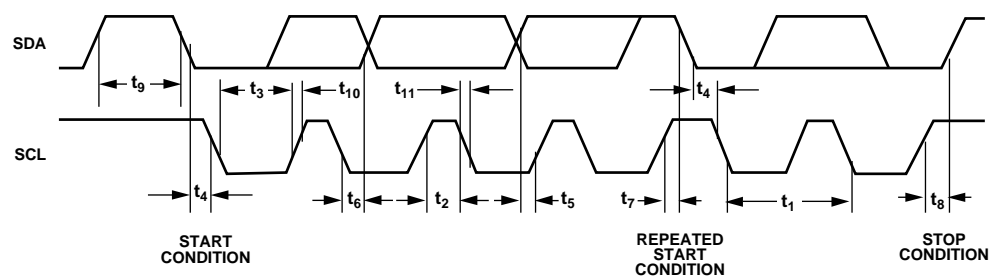 SDA
t9
t3
t10
t11
t4
SCL
t4
t6
t2
t5
t7
t1
t8
START
CONDITION
REPEATED
START
CONDITION
STOP
CONDITION